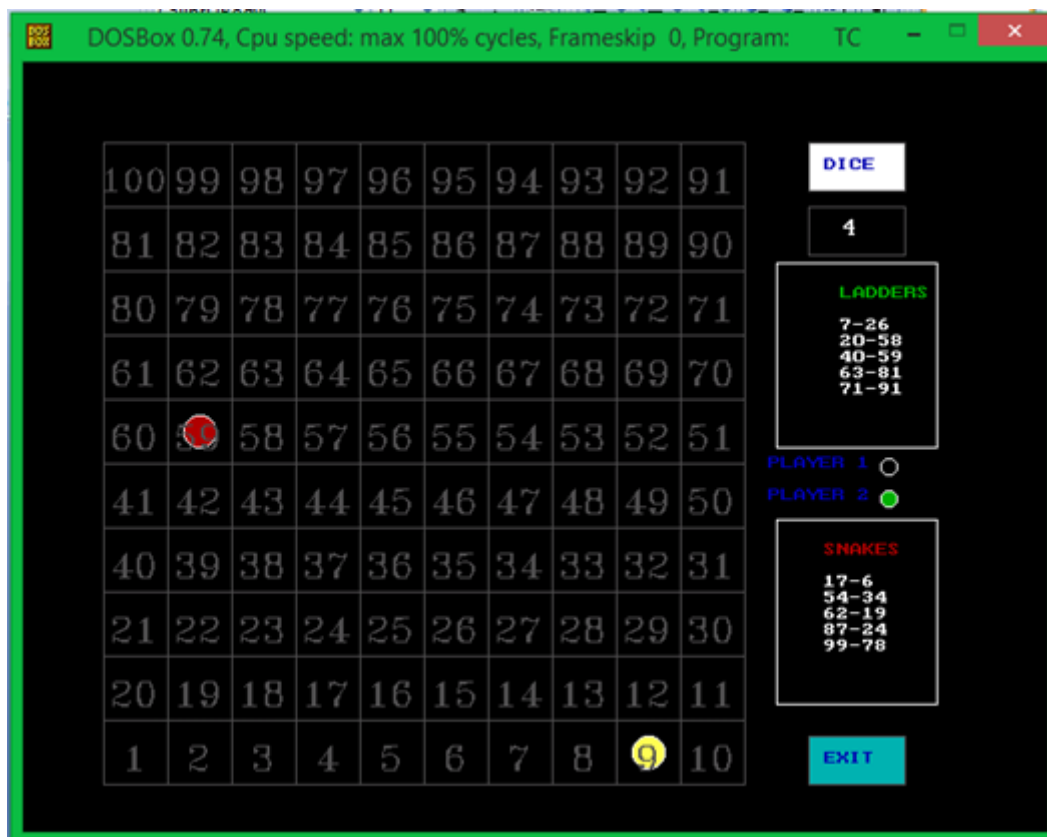 DOSBox 0.74, Cpu speed: max 100% cycles, Frameskip 0, Program: TC
100 99 98 97 96 95 94 93 92 91
81 82 83 84 85 86 87 88 89 90
80 79 78 77 76 75 74 73 72 71
61 62 63 64 65 66 67 68 69 70
60 59 58 57 56 55 54 53 52 51
41 42 43 44 45 46 47 48 49 50
40 39 38 37 36 35 34 33 32 31
21 22 23 24 25 26 27 28 29 30
20 19 18 17 16 15 14 13 12 11
1 2 3 4 5 6 7 8 9 10
DICE
4
LADDERS
7-26
20-58
40-59
63-81
71-91
PLAYER 1
PLAYER 2
SNAKES
17-6
54-34
62-19
87-24
99-78
EXIT